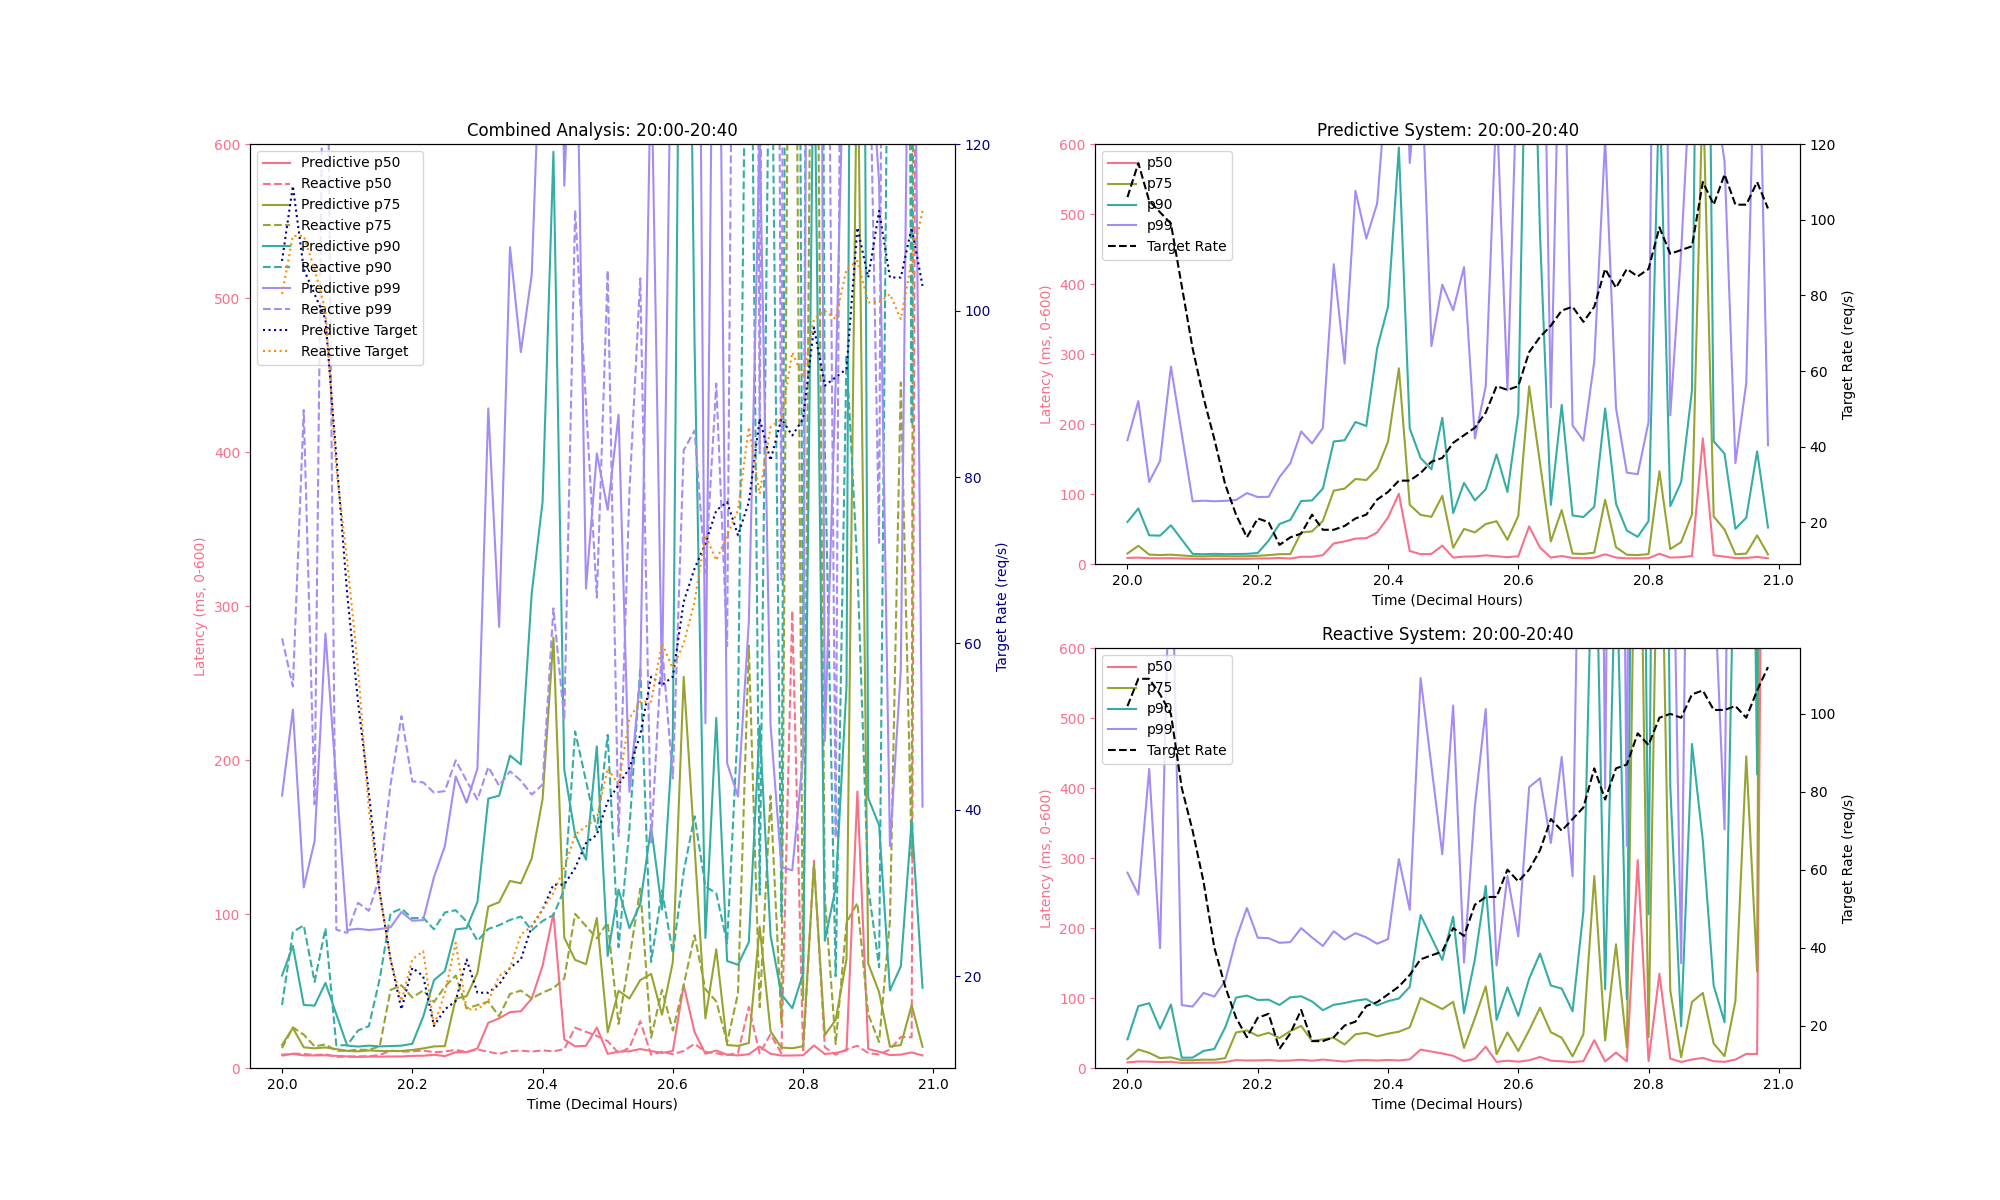 Combined Analysis: 20:00-20:40
600
500
400
300
200
100
0
Latency (ms, 0-600)
Predictive p50
Reactive p50
Predictive p75
Reactive p75
Predictive p90
Reactive p90
Predictive p99
Reactive p99
Predictive Target
Reactive Target
120
100
80
60
40
20
Target Rate (req/s)
20.0 20.2 20.4 20.6 20.8 21.0
Time (Decimal Hours)
Predictive System: 20:00-20:40
600
500
400
300
200
100
0
Latency (ms, 0-600)
p50
p75
p90
p99
Target Rate
120
100
80
60
40
20
Target Rate (req/s)
20.0 20.2 20.4 20.6 20.8 21.0
Time (Decimal Hours)
Reactive System: 20:00-20:40
600
500
400
300
200
100
0
Latency (ms, 0-600)
p50
p75
p90
p99
Target Rate
100
80
60
40
20
Target Rate (req/s)
20.0 20.2 20.4 20.6 20.8 21.0
Time (Decimal Hours)